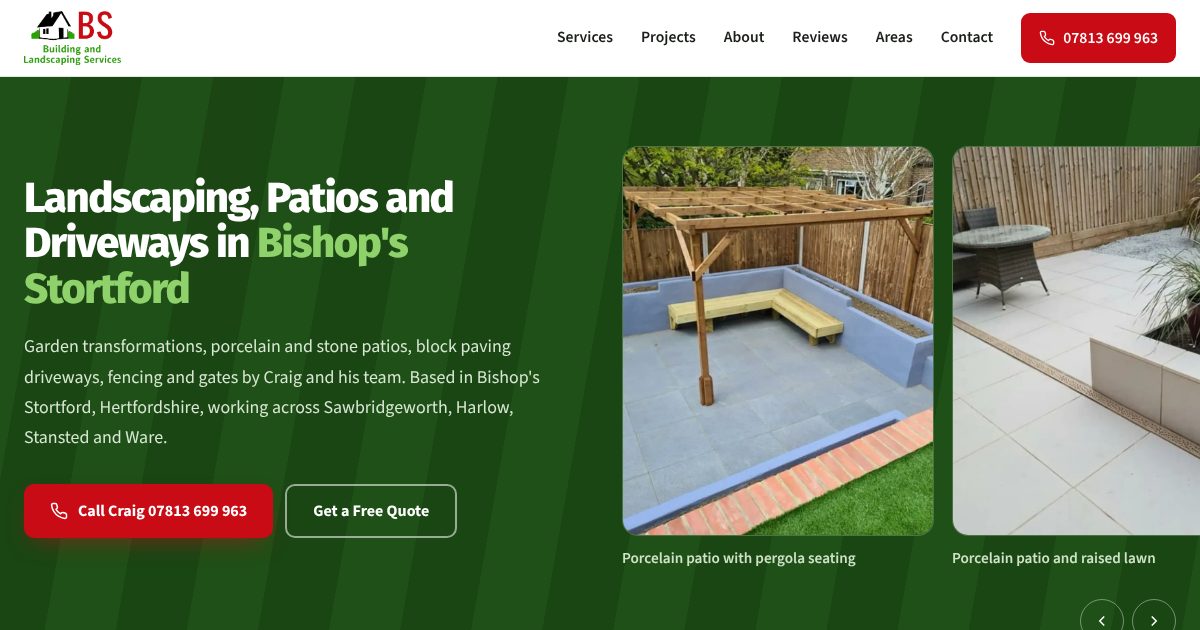 BS
Building and
Landscaping Services
Services
Projects
About
Reviews
Areas
Contact
07813 699 963
Landscaping, Patios and
Driveways in Bishop's
Stortford
Garden transformations, porcelain and stone patios, block paving
driveways, fencing and gates by Craig and his team. Based in Bishop's
Stortford, Hertfordshire, working across Sawbridgeworth, Harlow,
Stansted and Ware.
Call Craig 07813 699 963
Get a Free Quote
Porcelain patio with pergola seating
Porcelain patio and raised lawn